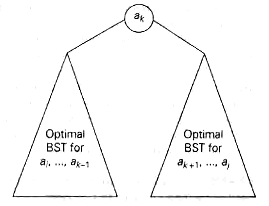 a_k
Optimal
BST for
a_i, ..., a_{k-1}
Optimal
BST for
a_{k+1}, ..., a_j